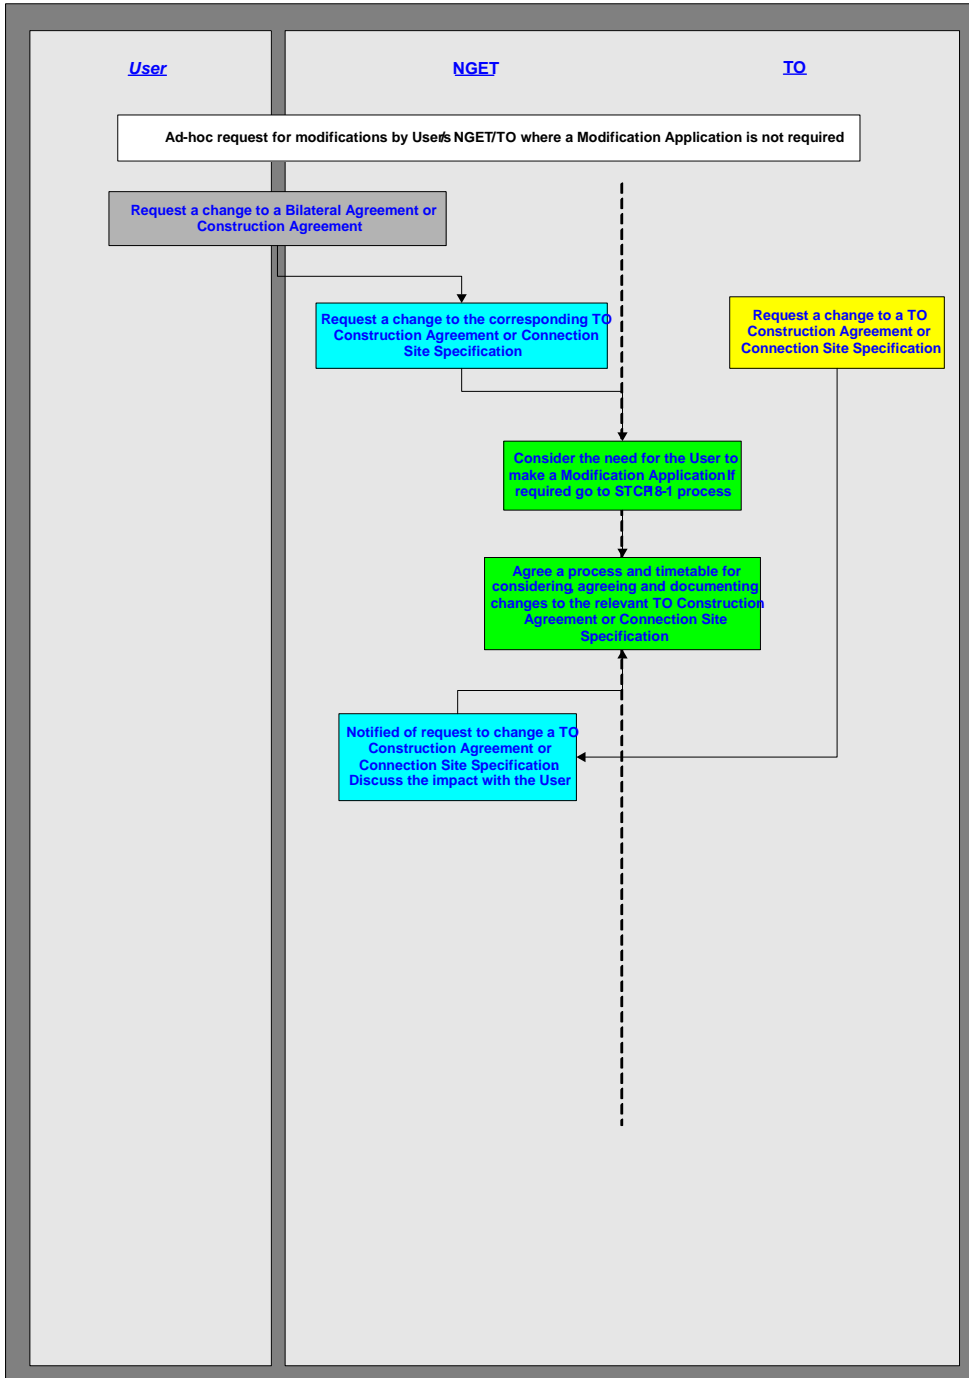 User
NGET
TO
Ad-hoc request for modifications by User/s NGET/TO where a Modification Application is not required
Request a change to a Bilateral Agreement or
Construction Agreement
Request a change to the corresponding TO
Construction Agreement or Connection
Site Specification
Request a change to a TO
Construction Agreement or
Connection Site Specification
Consider the need for the User to
make a Modification Application If
required go to STCP18-1 process
Agree a process and timetable for
considering, agreeing and documenting
changes to the relevant TO Construction
Agreement or Connection Site
Specification
Notified of request to change a TO
Construction Agreement or
Connection Site Specification.
Discuss the impact with the User